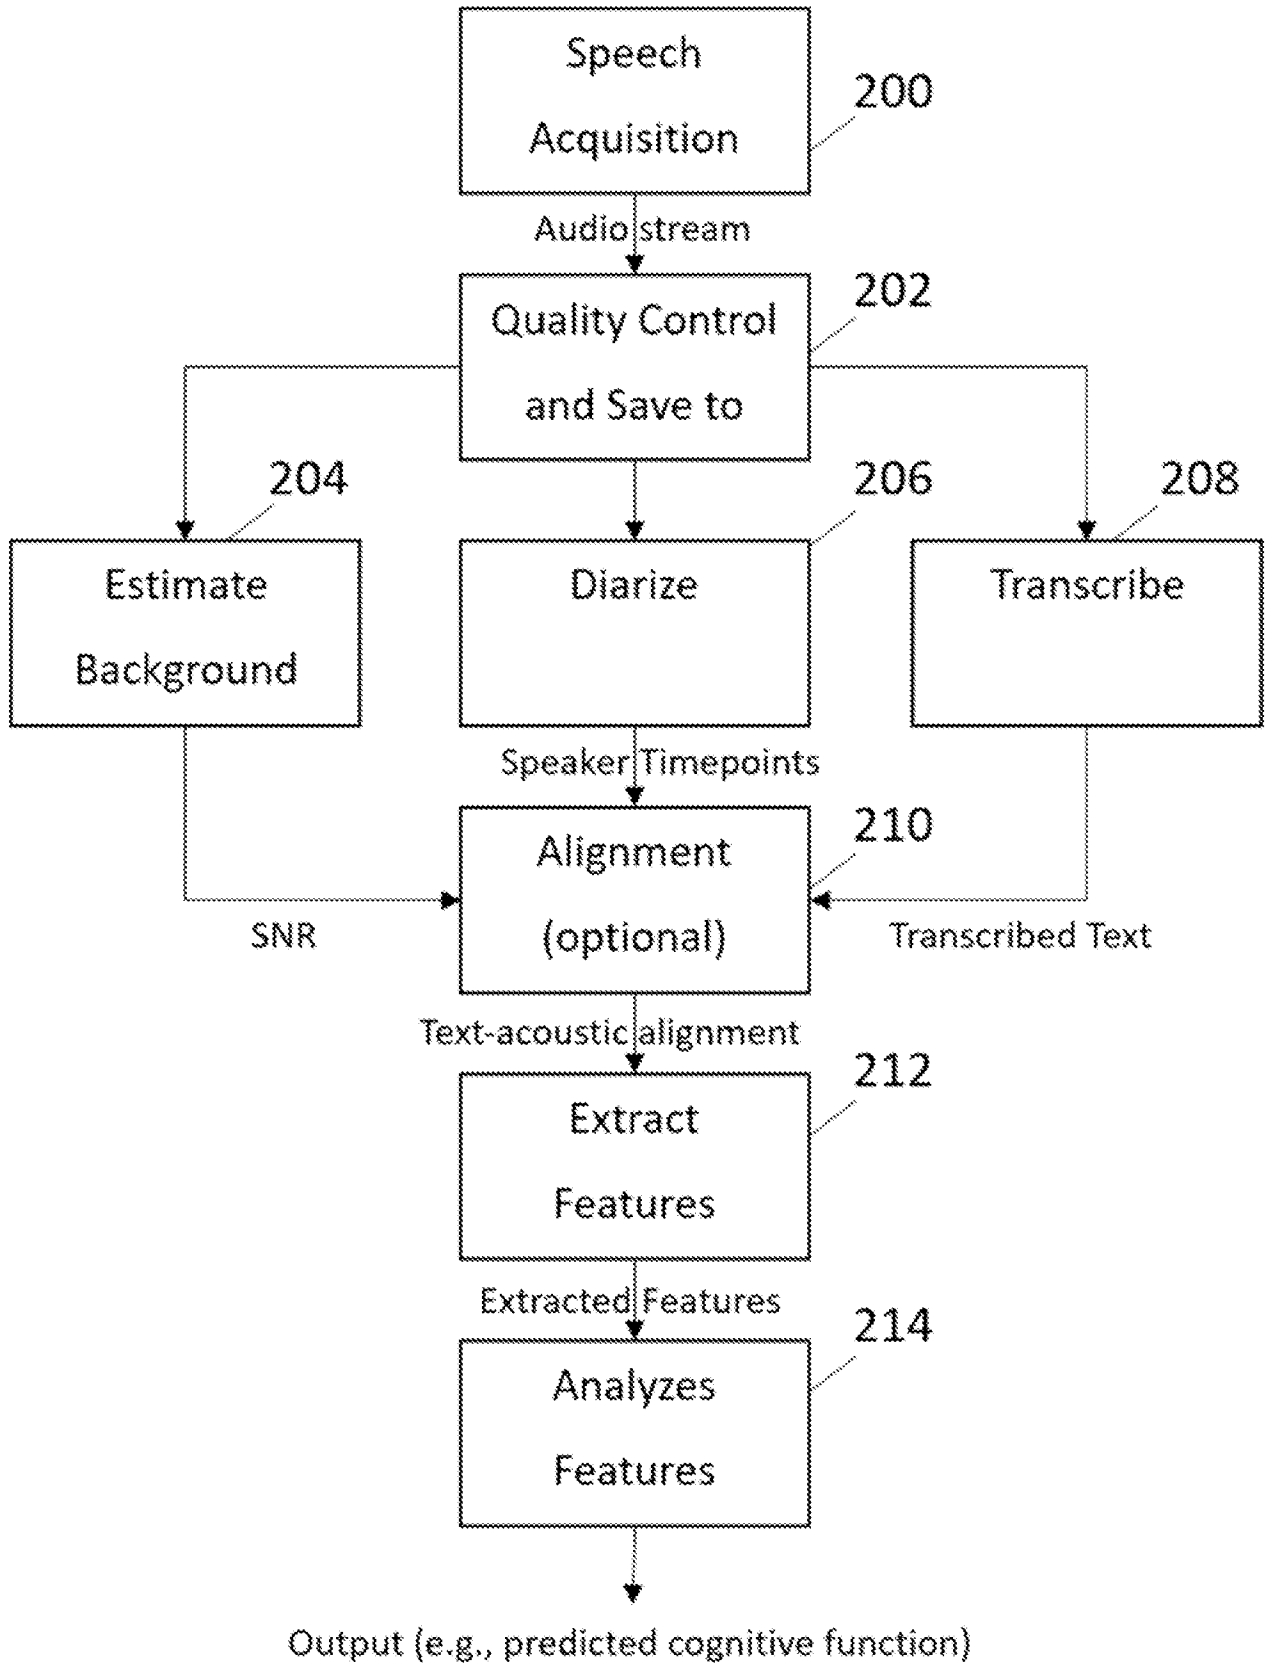 Speech
Acquisition
200
Audio stream
Quality Control
and Save to
202
204
206
208
Estimate
Background
Diarize
Transcribe
Speaker Timepoints
Alignment
(optional)
210
SNR
Transcribed Text
Text-acoustic alignment
212
Extract
Features
Extracted Features
214
Analyzes
Features
Output (e.g., predicted cognitive function)